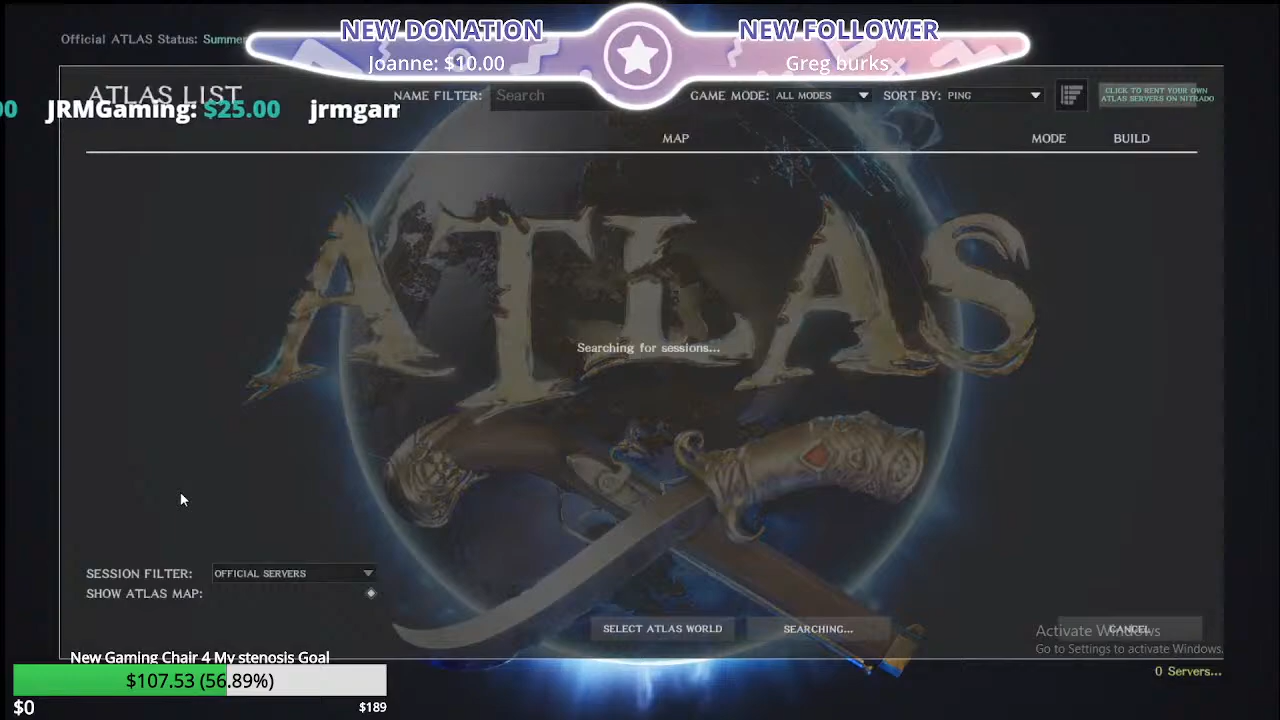 NEW DONATION
Joanne: $10.00
NEW FOLLOWER
Greg burks
Official ATLAS Status: Summer
ATLAS LIST
00 JRMGaming: $25.00 jrmgam
NAME FILTER: Search
GAME MODE: ALL MODES
SORT BY: PING
CLICK TO RENT YOUR OWN
ATLAS SERVERS ON NITRADO
MAP MODE BUILD
ATLAS
Searching for sessions...
SESSION FILTER: OFFICIAL SERVERS
SHOW ATLAS MAP:
SELECT ATLAS WORLD
SEARCHING...
CANCEL
Activate Windows
Go to Settings to activate Windows.
0 Servers...
New Gaming Chair 4 My stenosis Goal
$107.53 (56.89%)
$0
$189